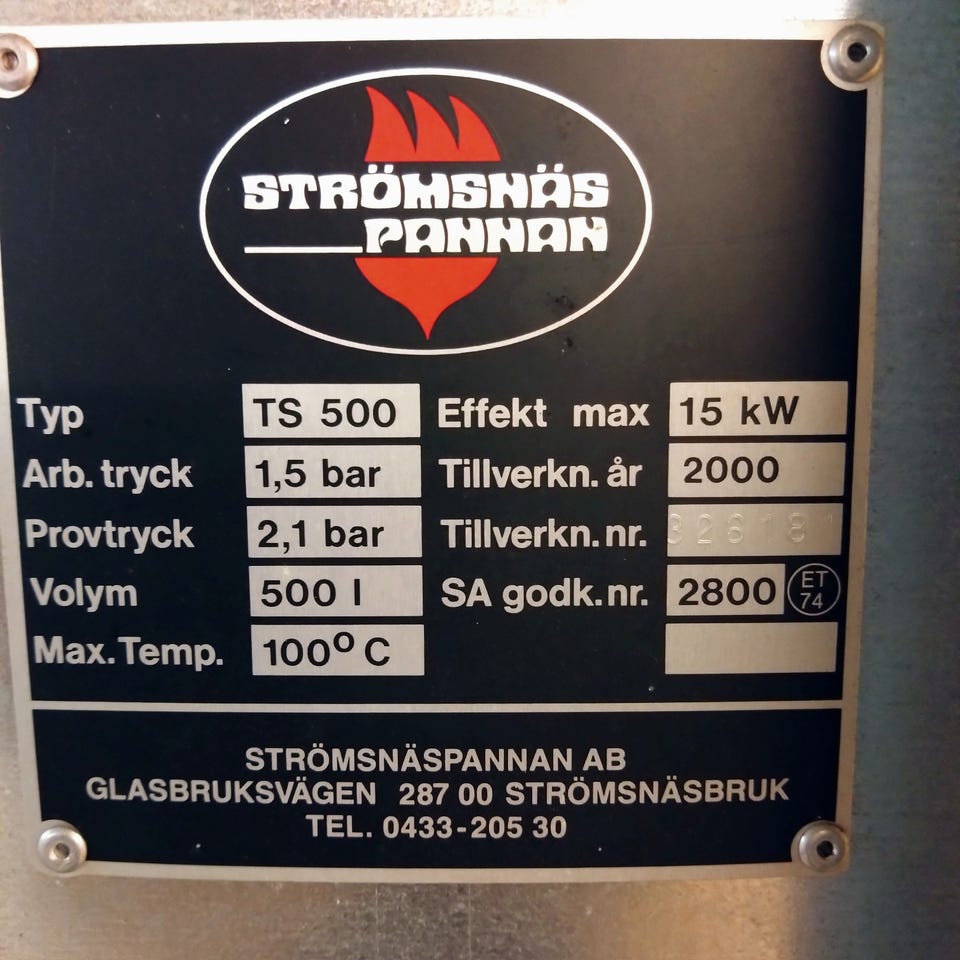 STRÖMSNÄS
PANNAN
Typ TS 500 Effekt max 15 kW
Arb. tryck 1,5 bar Tillverkn. år 2000
Provtryck 2,1 bar Tillverkn. nr. 326181
Volym 500 l SA godk. nr. 2800 ET 74
Max. Temp. 100° C
STRÖMSNÄSPANNAN AB
GLASBRUKSVÄGEN 287 00 STRÖMSNÄSBRUK
TEL. 0433-205 30